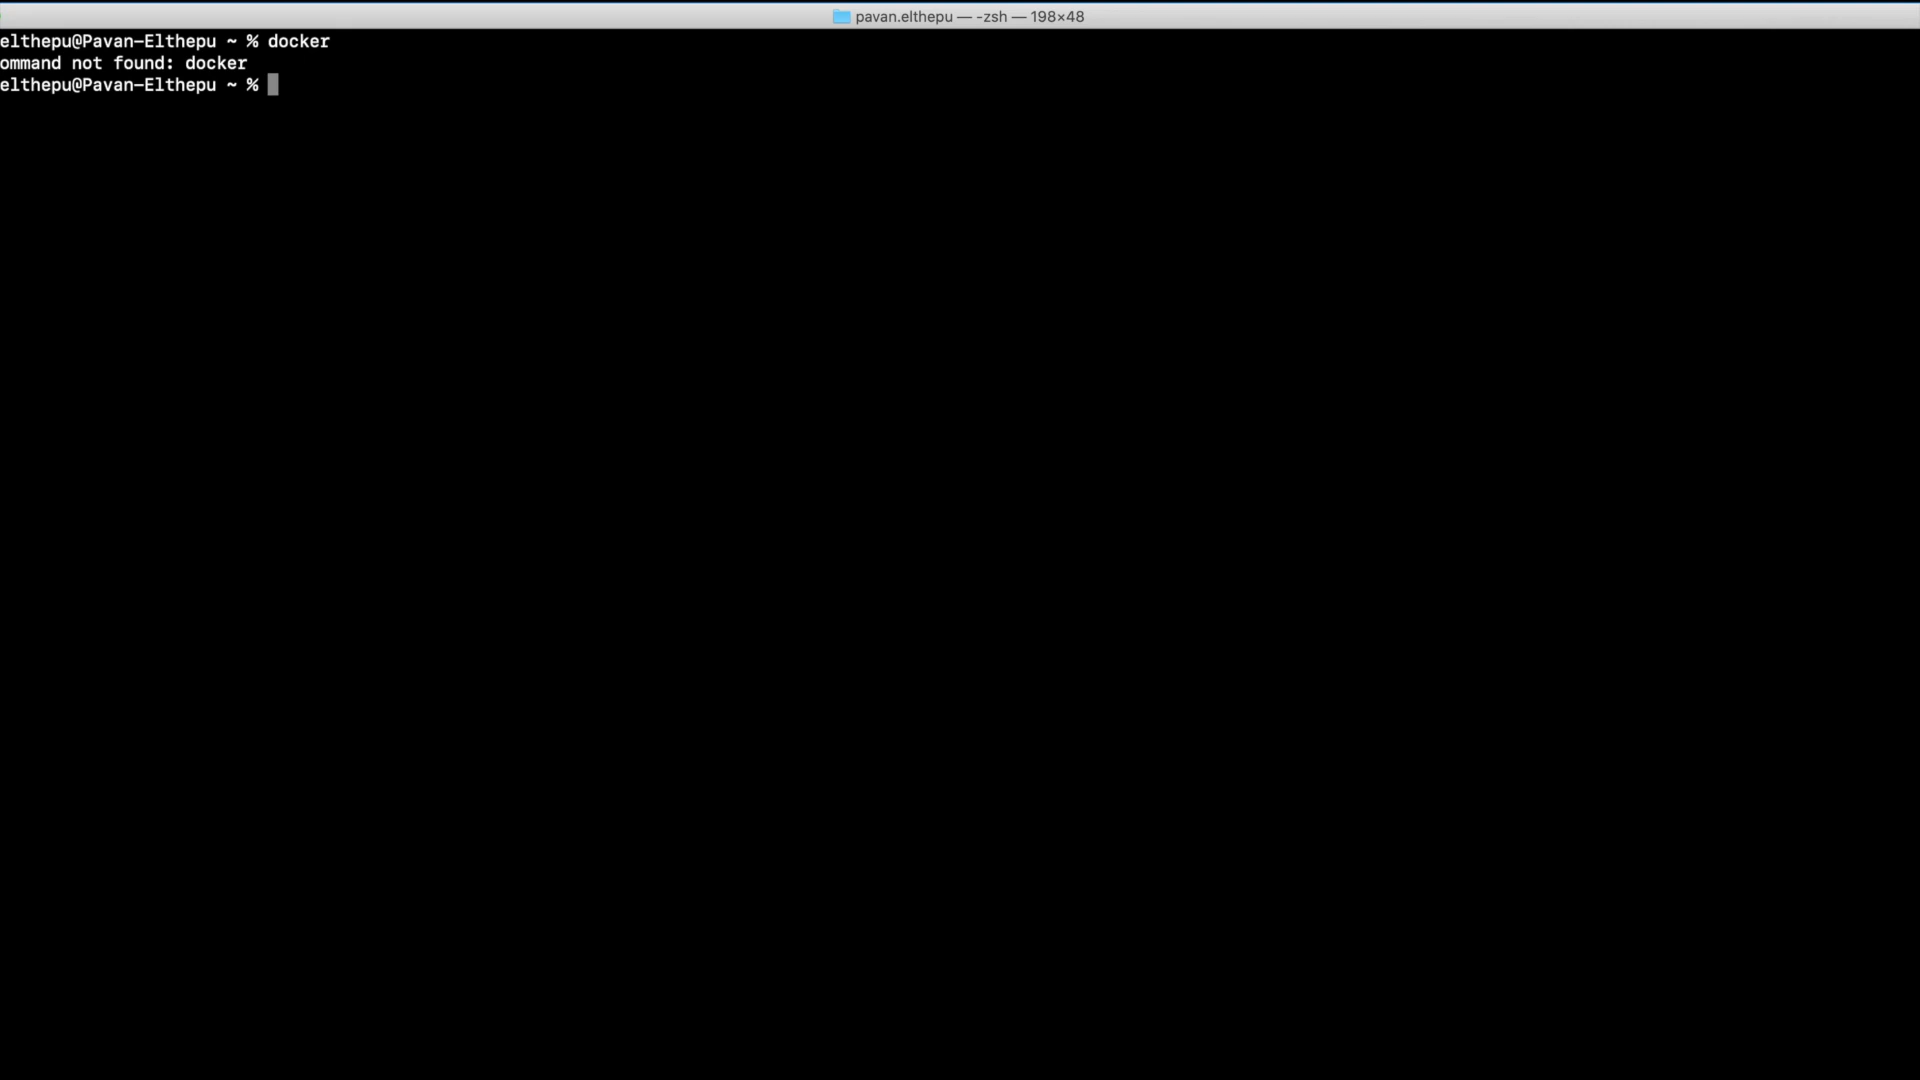 pavan.elthepu — -zsh — 198×48
elthepu@Pavan-Elthepu ~ % docker
ommand not found: docker
elthepu@Pavan-Elthepu ~ %